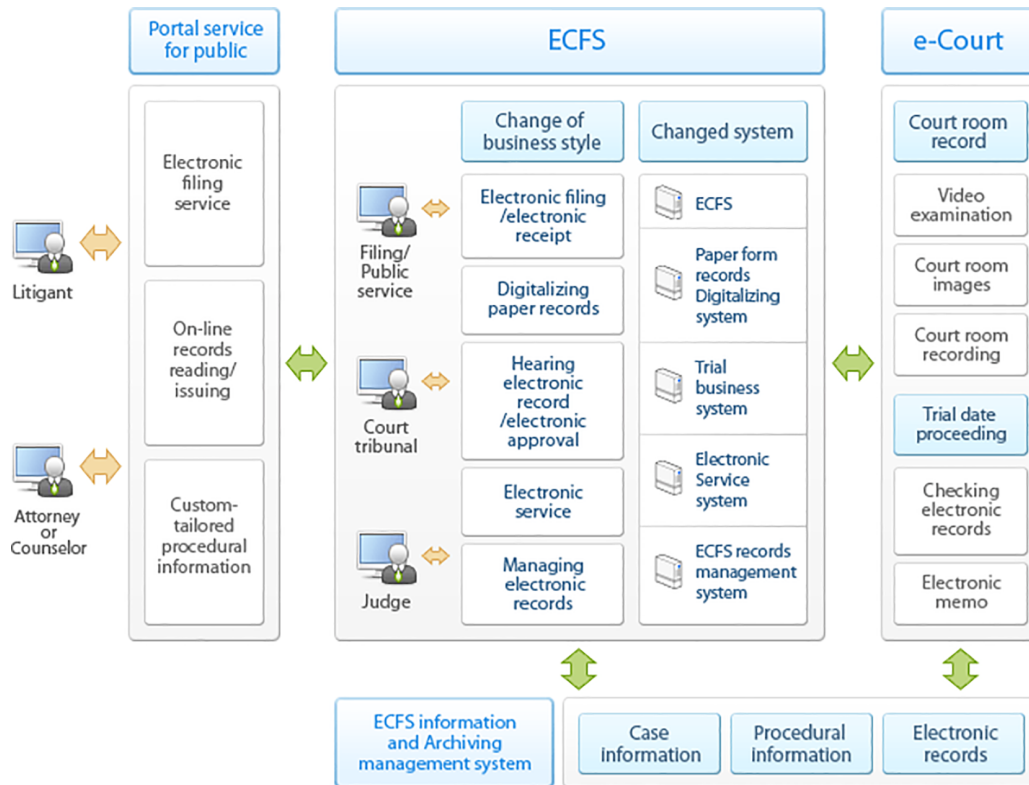 Portal service
for public
Litigant
Attorney
or
Counselor
Electronic
filing
service
On-line
records
reading/
issuing
Custom-
tailored
procedural
information
ECFS
Filing/
Public
service
Court
tribunal
Judge
Change of
business style
Electronic filing
/electronic
receipt
Digitalizing
paper records
Hearing
electronic
record
/electronic
approval
Electronic
service
Managing
electronic
records
Changed system
ECFS
Paper form
records
Digitalizing
system
Trial
business
system
Electronic
Service
system
ECFS records
management
system
e-Court
Court room
record
Video
examination
Court room
images
Court room
recording
Trial date
proceeding
Checking
electronic
records
Electronic
memo
ECFS information
and Archiving
management system
Case
information
Procedural
information
Electronic
records